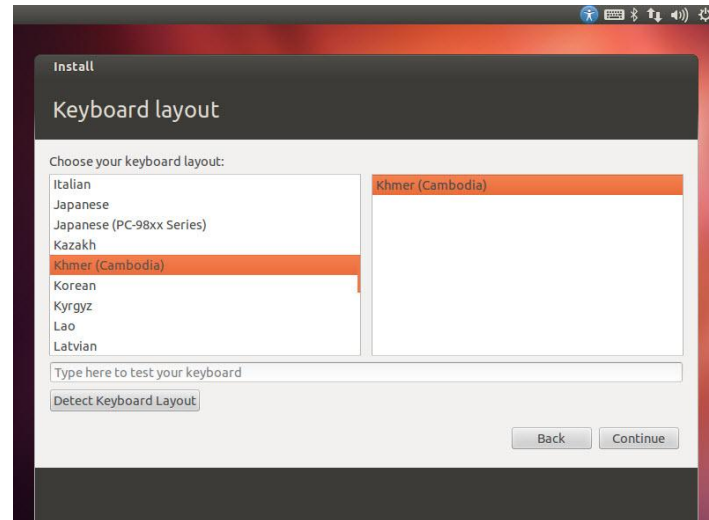 Install
Keyboard layout
Choose your keyboard layout:
Italian
Japanese
Japanese (PC-98xx Series)
Kazakh
Khmer (Cambodia)
Korean
Kyrgyz
Lao
Latvian
Khmer (Cambodia)
Type here to test your keyboard
Detect Keyboard Layout
Back
Continue